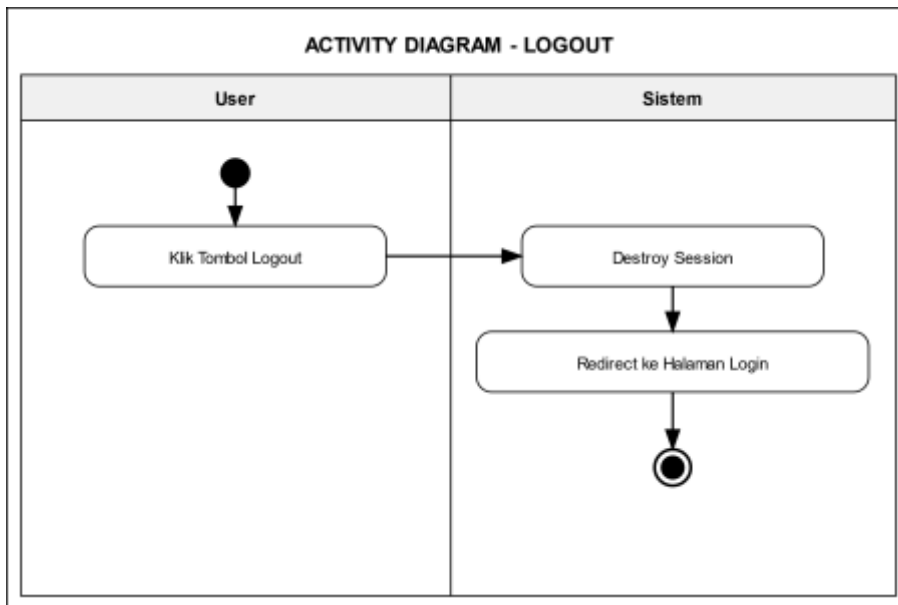 ACTIVITY DIAGRAM - LOGOUT
User
Sistem
Klik Tombol Logout
Destroy Session
Redirect ke Halaman Login